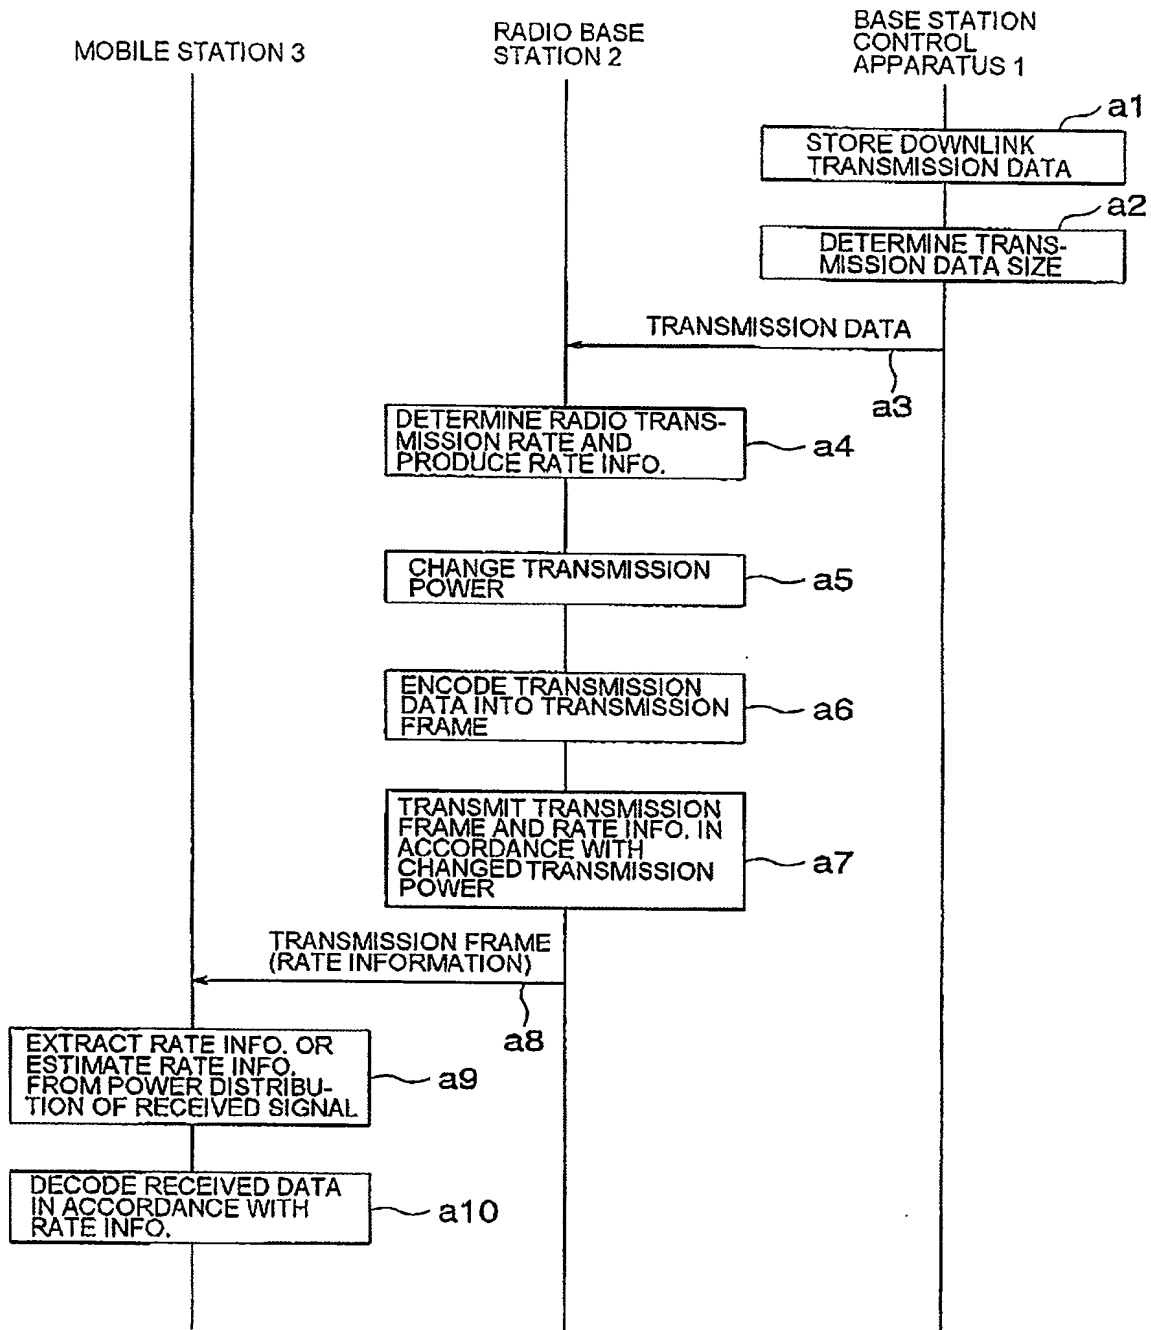 MOBILE STATION 3
RADIO BASE
STATION 2
BASE STATION
CONTROL
APPARATUS 1
a1
STORE DOWNLINK
TRANSMISSION DATA
a2
DETERMINE TRANS-
MISSION DATA SIZE
TRANSMISSION DATA
a3
DETERMINE RADIO TRANS-
MISSION RATE AND
PRODUCE RATE INFO.
a4
CHANGE TRANSMISSION
POWER
a5
ENCODE TRANSMISSION
DATA INTO TRANSMISSION
FRAME
a6
TRANSMIT TRANSMISSION
FRAME AND RATE INFO. IN
ACCORDANCE WITH
CHANGED TRANSMISSION
POWER
a7
TRANSMISSION FRAME
(RATE INFORMATION)
a8
EXTRACT RATE INFO. OR
ESTIMATE RATE INFO.
FROM POWER DISTRIBU-
TION OF RECEIVED SIGNAL
a9
DECODE RECEIVED DATA
IN ACCORDANCE WITH
RATE INFO.
a10